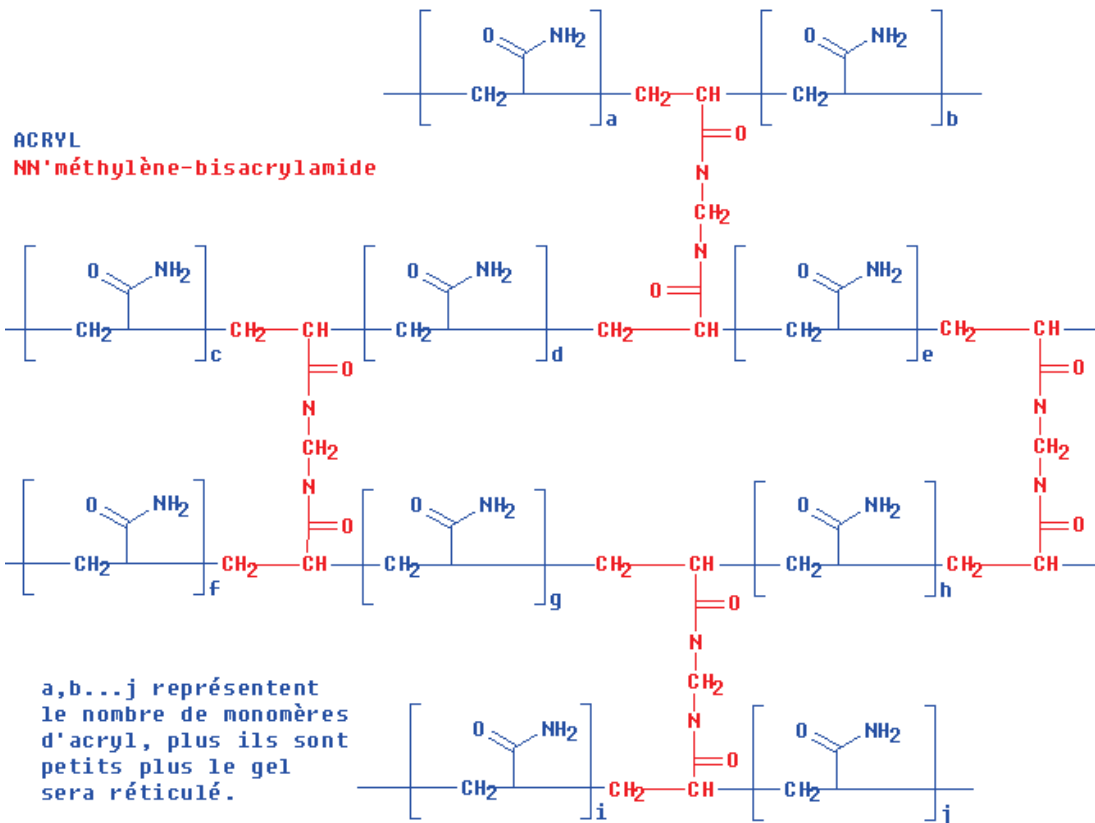 O NH2 O NH2
CH2 CH2 CH CH2
a b
O
ACRYL
NN'méthylène-bisacrylamide
N
CH2
N
O NH2 O NH2 O NH2
O
CH2 CH2 CH CH2 CH2 CH CH2 CH2 CH
c d e
O O
N N
CH2 CH2
N N
O NH2 O NH2 O NH2
O O
CH2 CH2 CH CH2 CH2 CH CH2 CH2 CH
f g h
O
N
CH2
N
O NH2 O NH2
O
CH2 CH2 CH CH2
i j
a,b...j représentent
le nombre de monomères
d'acryl, plus ils sont
petits plus le gel
sera réticulé.